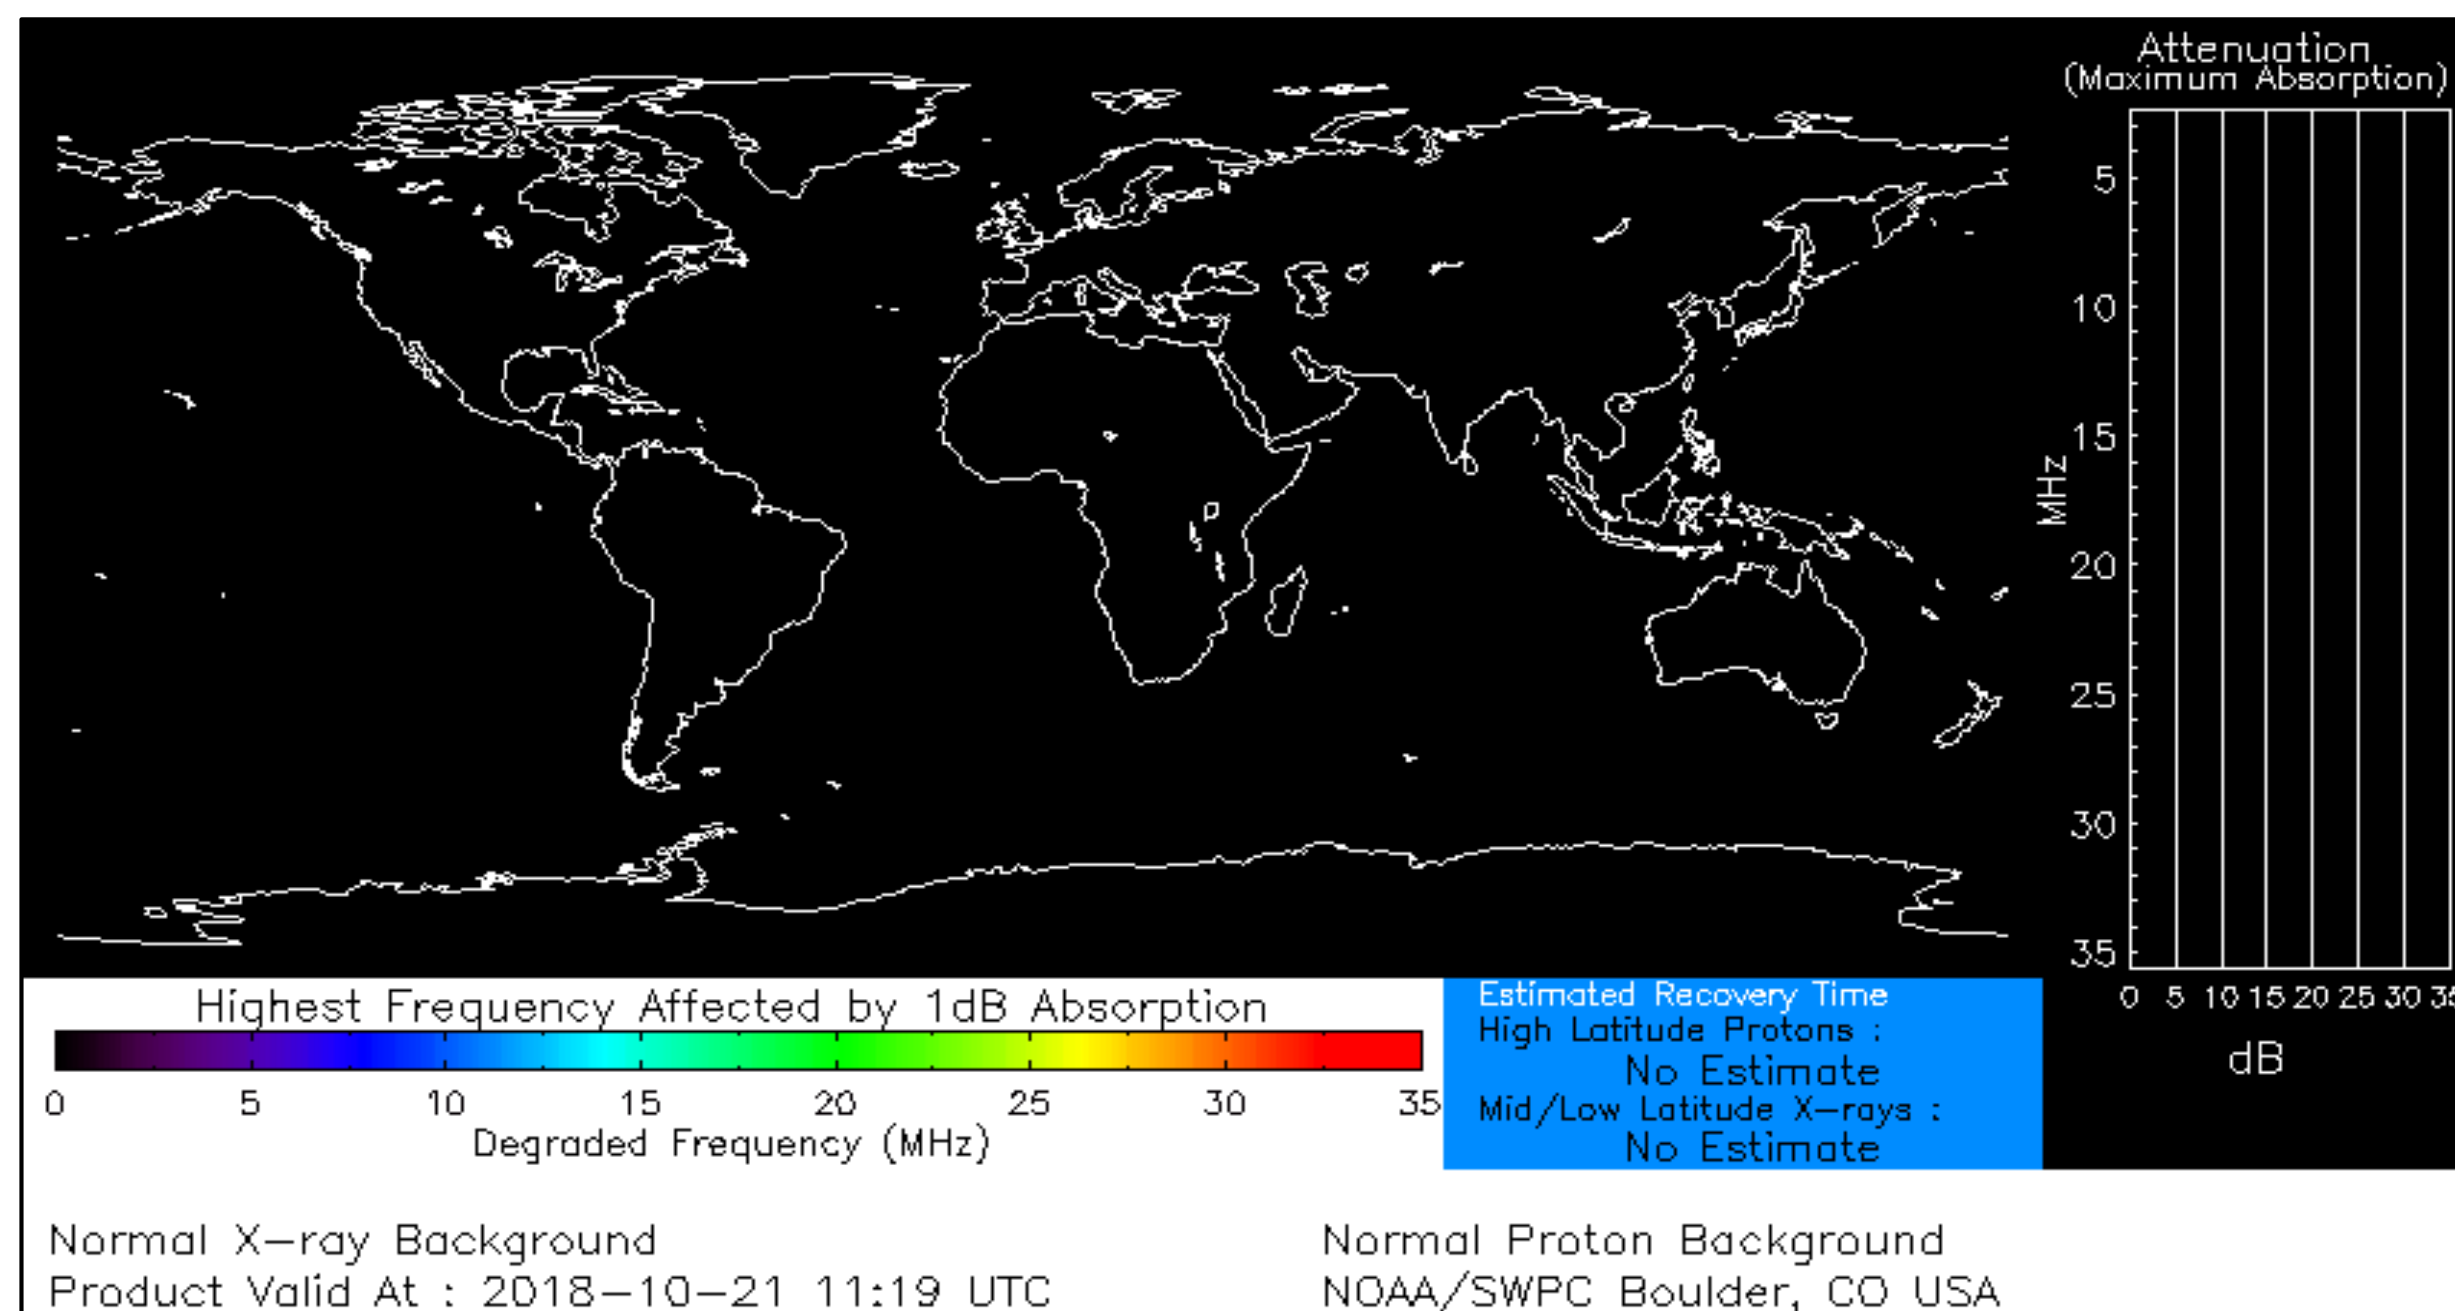 Attenuation
(Maximum Absorption)
5
10
15
20
25
30
35
MHz
0 5 10 15 20 25 30
dB
Highest Frequency Affected by 1dB Absorption
0 5 10 15 20 25 30 35
Degraded Frequency (MHz)
Estimated Recovery Time
High Latitude Protons :
No Estimate
Mid/Low Latitude X-rays :
No Estimate
Normal X-ray Background
Normal Proton Background
Product Valid At : 2018-10-21 11:19 UTC
NOAA/SWPC Boulder, CO USA